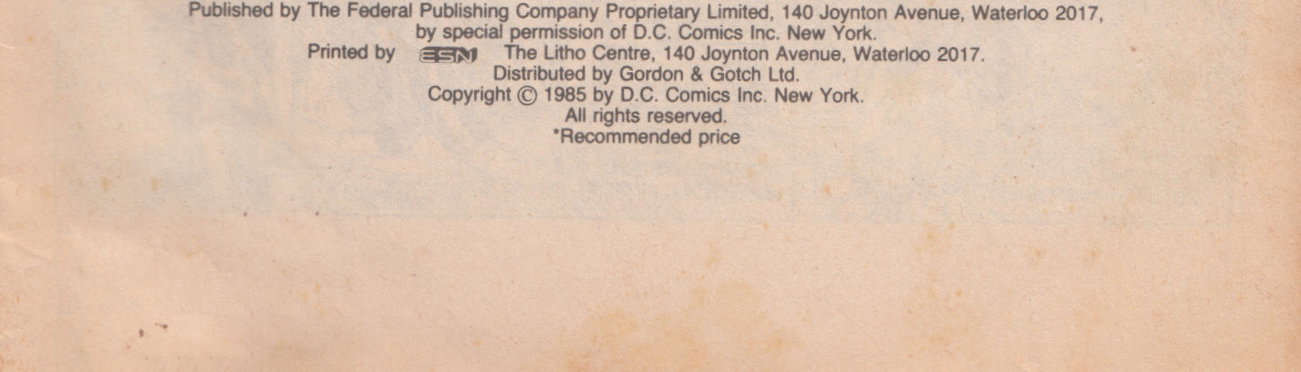 Published by The Federal Publishing Company Proprietary Limited, 140 Joynton Avenue, Waterloo 2017,
by special permission of D.C. Comics Inc. New York.
Printed by ESN The Litho Centre, 140 Joynton Avenue, Waterloo 2017.
Distributed by Gordon & Gotch Ltd.
Copyright © 1985 by D.C. Comics Inc. New York.
All rights reserved.
*Recommended price